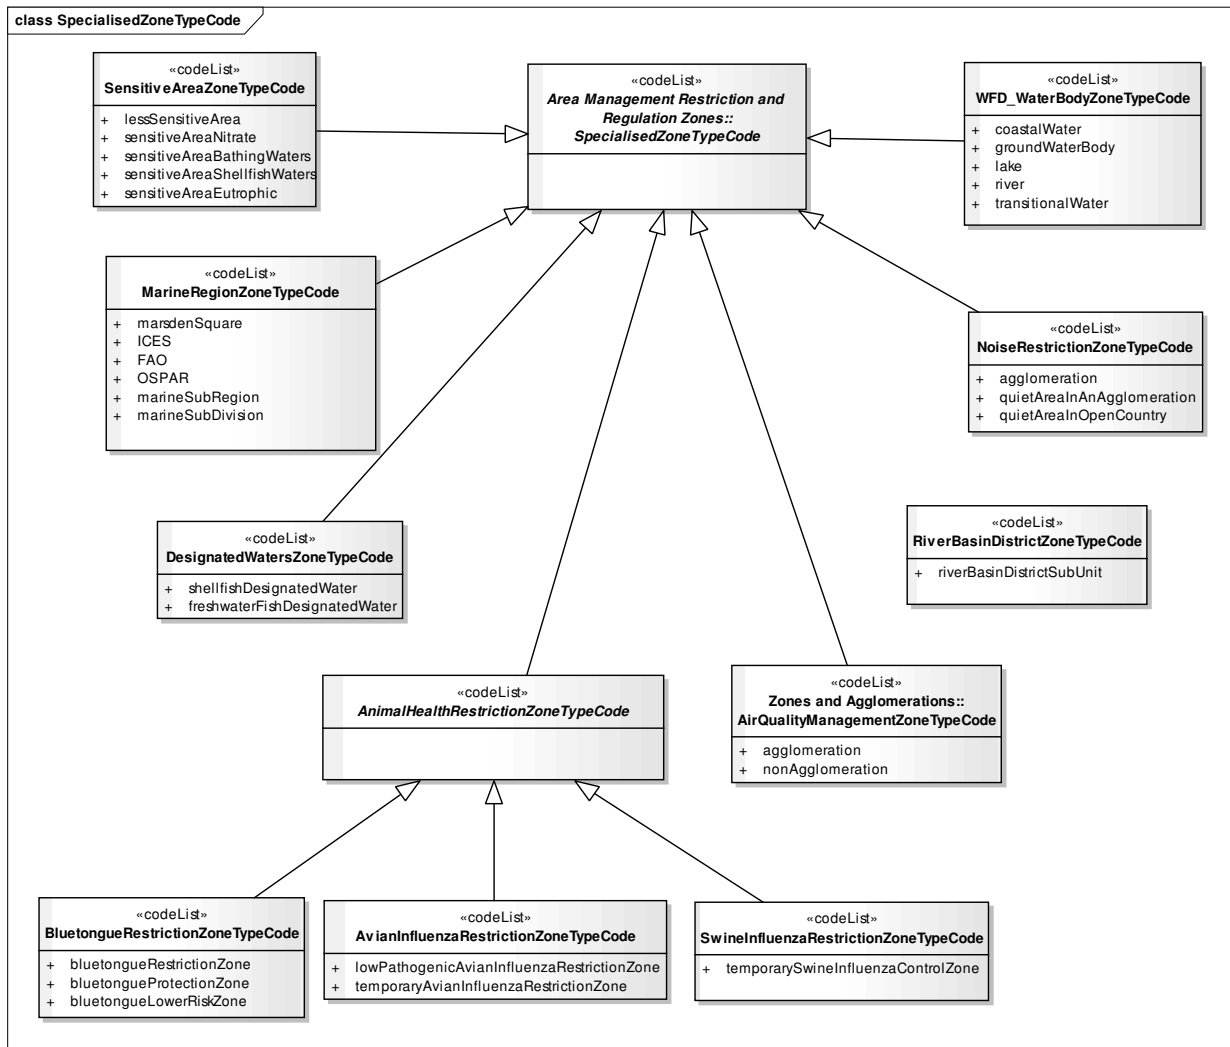 class SpecialisedZoneTypeCode
«codeList»
SensitiveAreaZoneTypeCode
+ lessSensitiveArea
+ sensitiveAreaNitrate
+ sensitiveAreaBathingWaters
+ sensitiveAreaShellfishWaters
+ sensitiveAreaEutrophic
«codeList»
Area Management Restriction and
Regulation Zones::
SpecialisedZoneTypeCode
«codeList»
WFD_WaterBodyZoneTypeCode
+ coastalWater
+ groundWaterBody
+ lake
+ river
+ transitionalWater
«codeList»
MarineRegionZoneTypeCode
+ marsdenSquare
+ ICES
+ FAO
+ OSPAR
+ marineSubRegion
+ marineSubDivision
«codeList»
NoiseRestrictionZoneTypeCode
+ agglomeration
+ quietAreaInAnAgglomeration
+ quietAreaInOpenCountry
«codeList»
DesignatedWatersZoneTypeCode
+ shellfishDesignatedWater
+ freshwaterFishDesignatedWater
«codeList»
RiverBasinDistrictZoneTypeCode
+ riverBasinDistrictSubUnit
«codeList»
AnimalHealthRestrictionZoneTypeCode
«codeList»
Zones and Agglomerations::
AirQualityManagementZoneTypeCode
+ agglomeration
+ nonAgglomeration
«codeList»
BluetongueRestrictionZoneTypeCode
+ bluetongueRestrictionZone
+ bluetongueProtectionZone
+ bluetongueLowerRiskZone
«codeList»
AvianInfluenzaRestrictionZoneTypeCode
+ lowPathogenicAvianInfluenzaRestrictionZone
+ temporaryAvianInfluenzaRestrictionZone
«codeList»
SwineInfluenzaRestrictionZoneTypeCode
+ temporarySwineInfluenzaControlZone